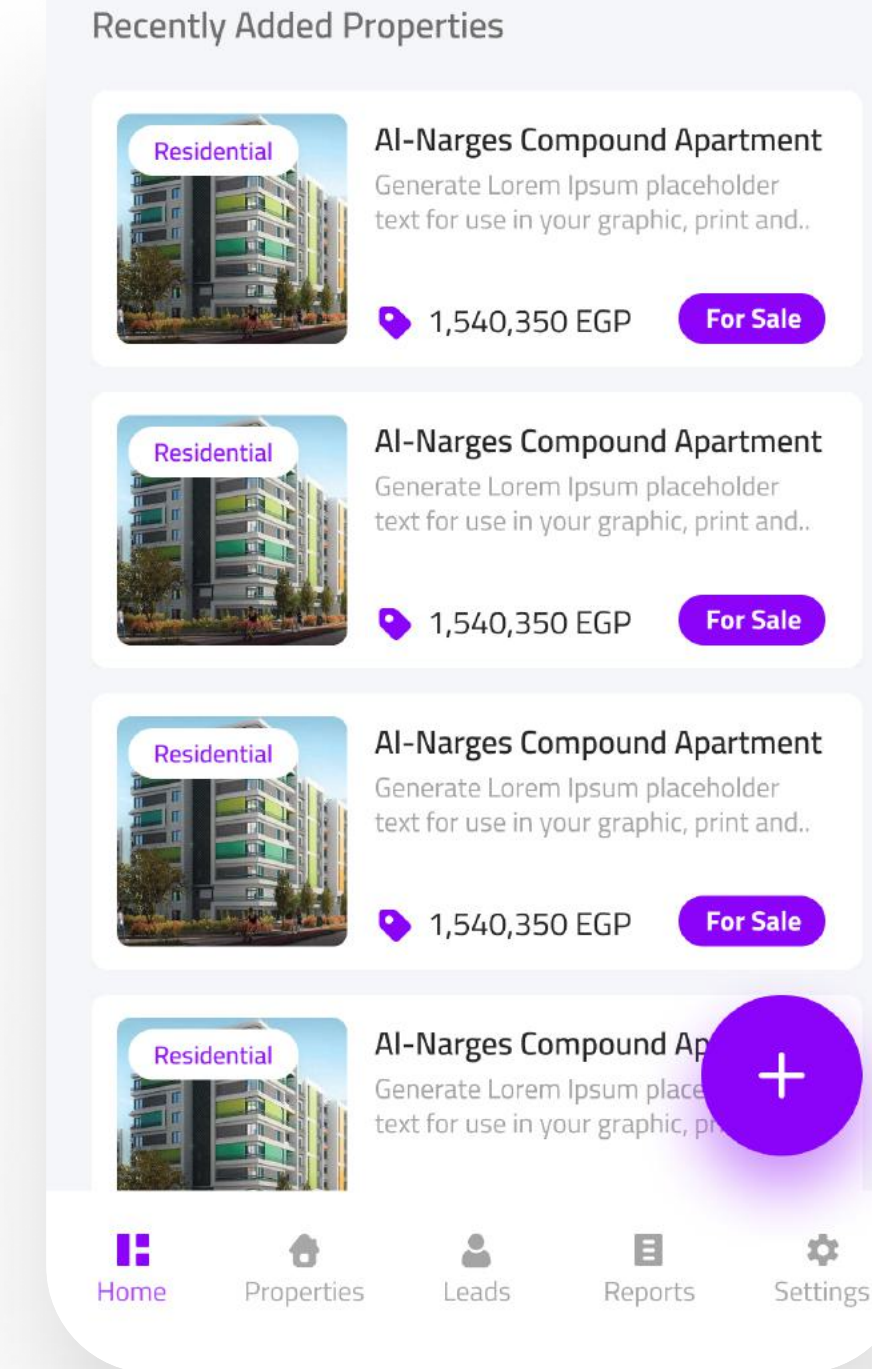 Recently Added Properties
Residential
Al-Narges Compound Apartment
Generate Lorem Ipsum placeholder
text for use in your graphic, print and..
1,540,350 EGP
For Sale
Residential
Al-Narges Compound Apartment
Generate Lorem Ipsum placeholder
text for use in your graphic, print and..
1,540,350 EGP
For Sale
Residential
Al-Narges Compound Apartment
Generate Lorem Ipsum placeholder
text for use in your graphic, print and..
1,540,350 EGP
For Sale
Residential
Al-Narges Compound Ap
Generate Lorem Ipsum place
text for use in your graphic, pr
Home
Properties
Leads
Reports
Settings